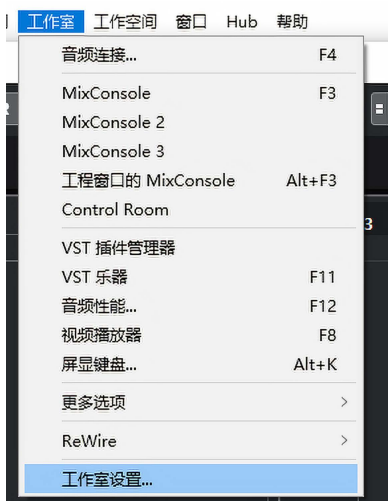 工作室 工作空间 窗口 Hub 帮助
音频连接... F4
MixConsole F3
MixConsole 2
MixConsole 3
工程窗口的 MixConsole Alt+F3
Control Room
VST 插件管理器
VST 乐器 F11
音频性能... F12
视频播放器 F8
屏显键盘... Alt+K
更多选项
ReWire
工作室设置...
3